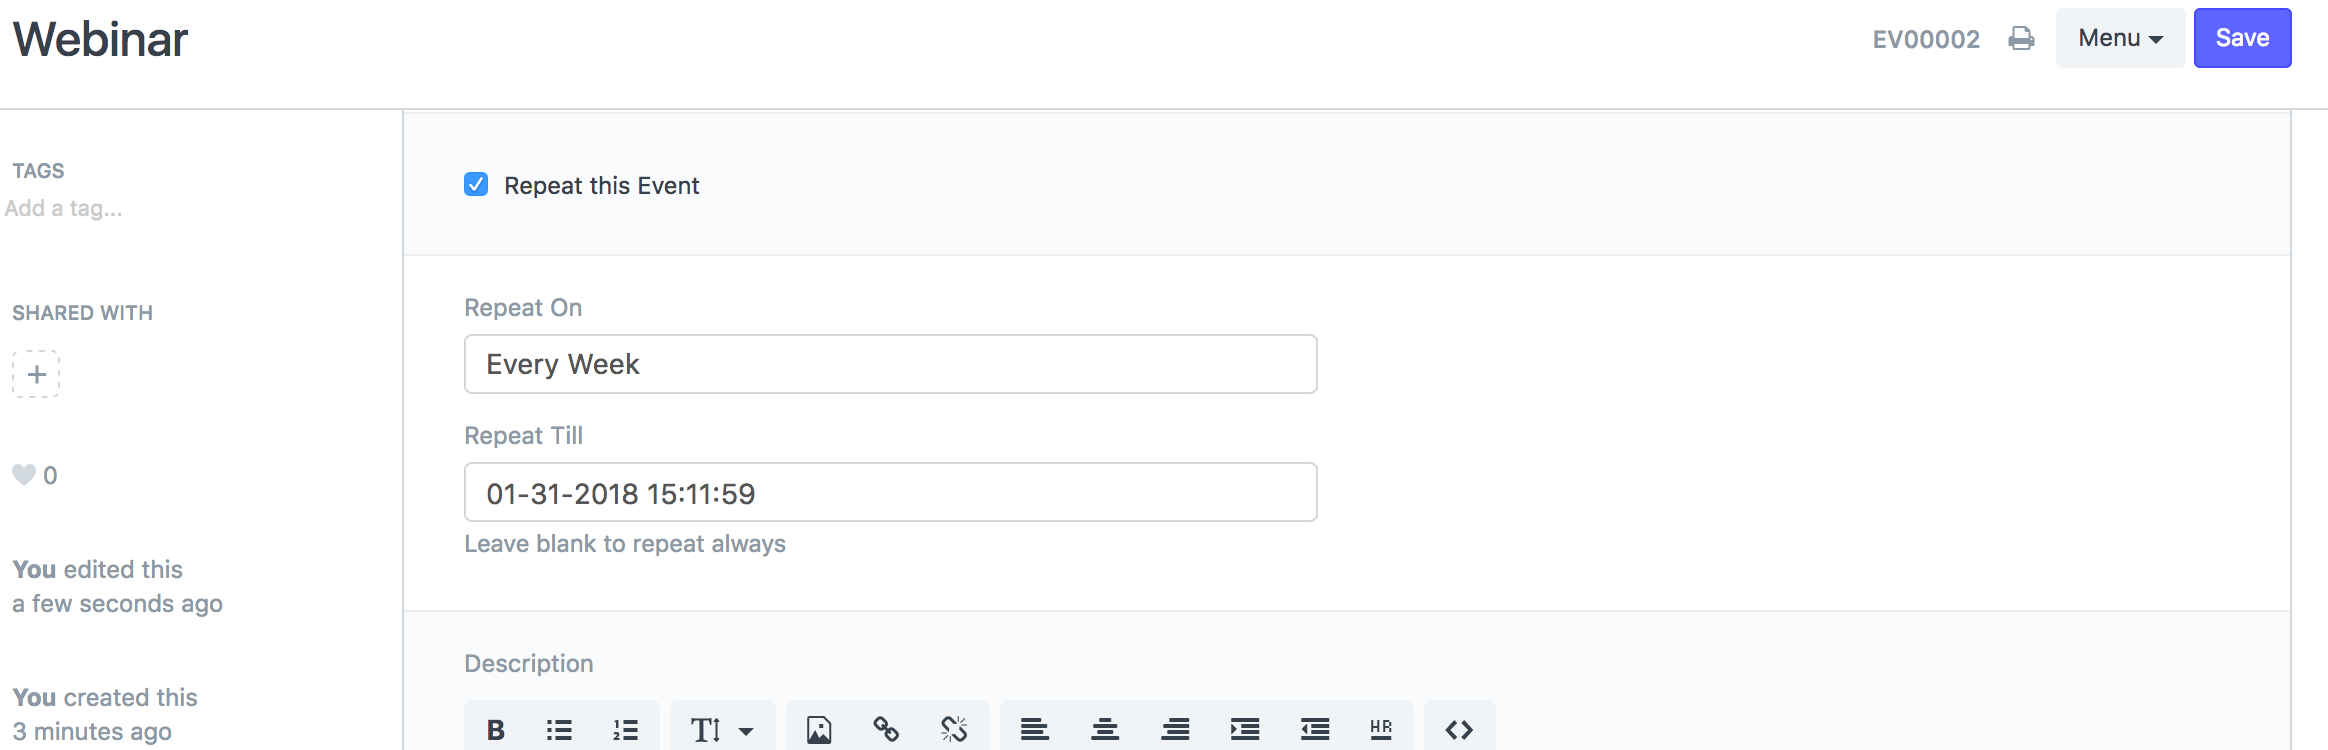 Webinar
EV00002
Menu
Save
TAGS
Add a tag...
SHARED WITH
+
0
You edited this
a few seconds ago
You created this
3 minutes ago
Repeat this Event
Repeat On
Every Week
Repeat Till
01-31-2018 15:11:59
Leave blank to repeat always
Description
B
T
HR